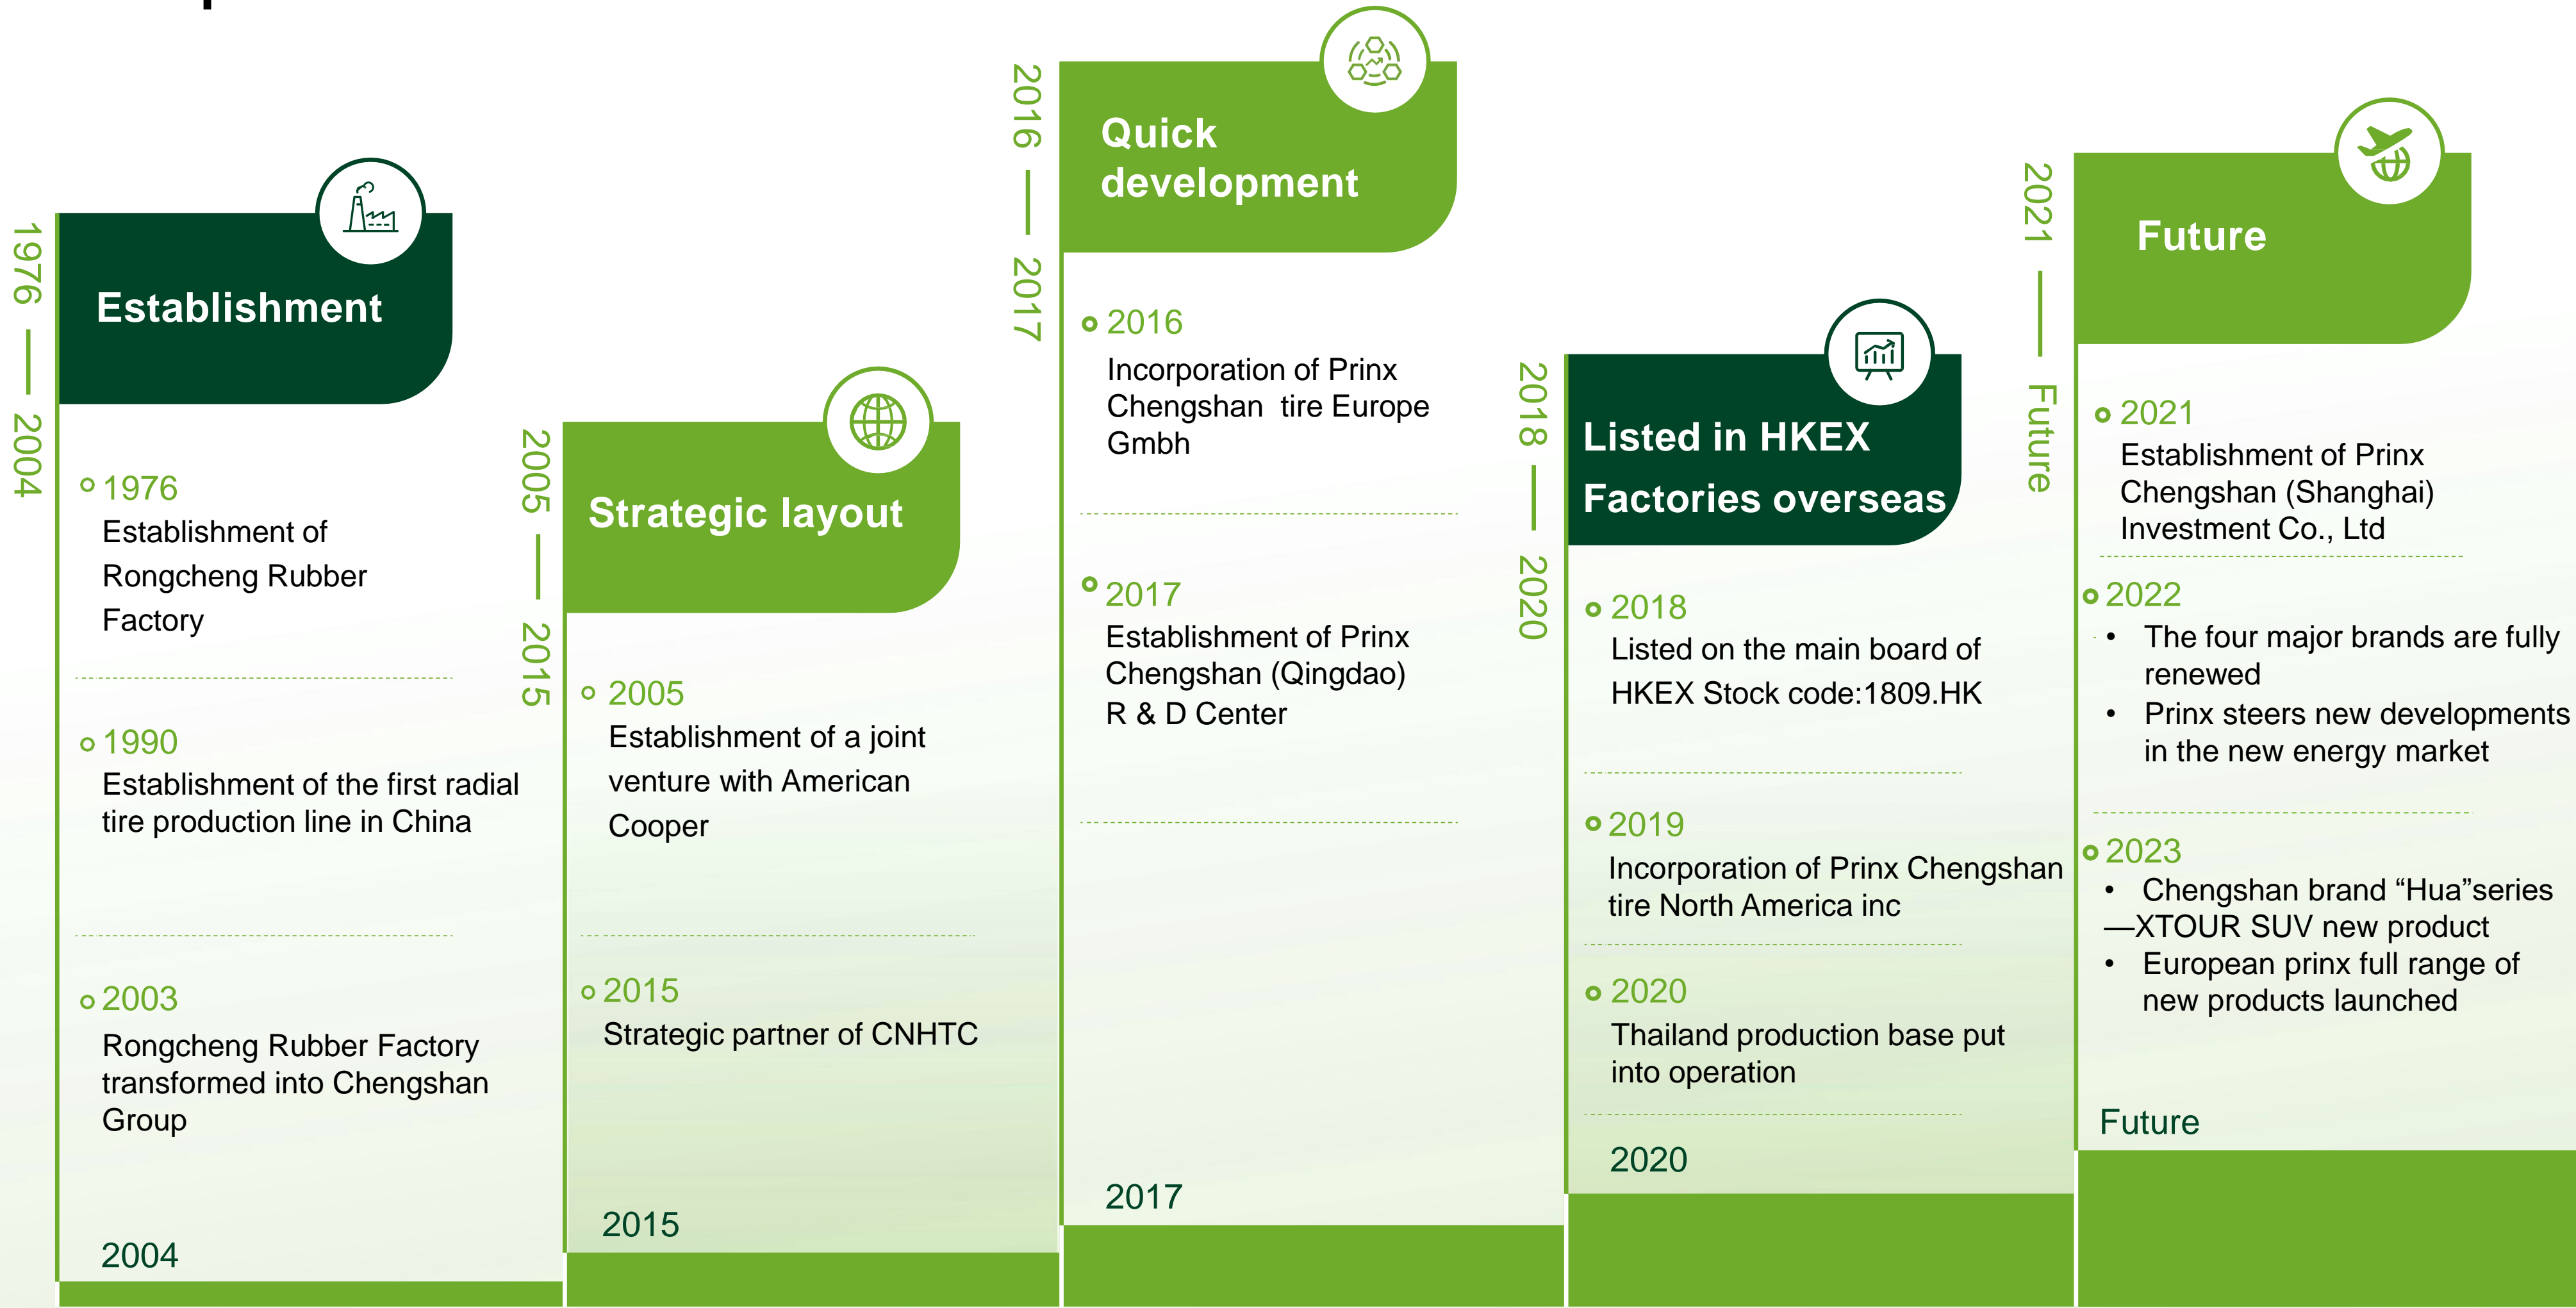 1976 — 2004
Establishment
1976
Establishment of
Rongcheng Rubber
Factory
1990
Establishment of the first radial
tire production line in China
2003
Rongcheng Rubber Factory
transformed into Chengshan
Group
2004
2005 — 2015
Strategic layout
2005
Establishment of a joint
venture with American
Cooper
2015
Strategic partner of CNHTC
2015
2016 — 2017
Quick
development
2016
Incorporation of Prinx
Chengshan  tire Europe
Gmbh
2017
Establishment of Prinx
Chengshan (Qingdao)
R & D Center
2017
2018 — 2020
Listed in HKEX
Factories overseas
2018
Listed on the main board of
HKEX Stock code:1809.HK
2019
Incorporation of Prinx Chengshan
tire North America inc
2020
Thailand production base put
into operation
2020
2021 — Future
Future
2021
Establishment of Prinx
Chengshan (Shanghai)
Investment Co., Ltd
2022
• The four major brands are fully
renewed
• Prinx steers new developments
in the new energy market
2023
• Chengshan brand “Hua”series
—XTOUR SUV new product
• European prinx full range of
new products launched
Future